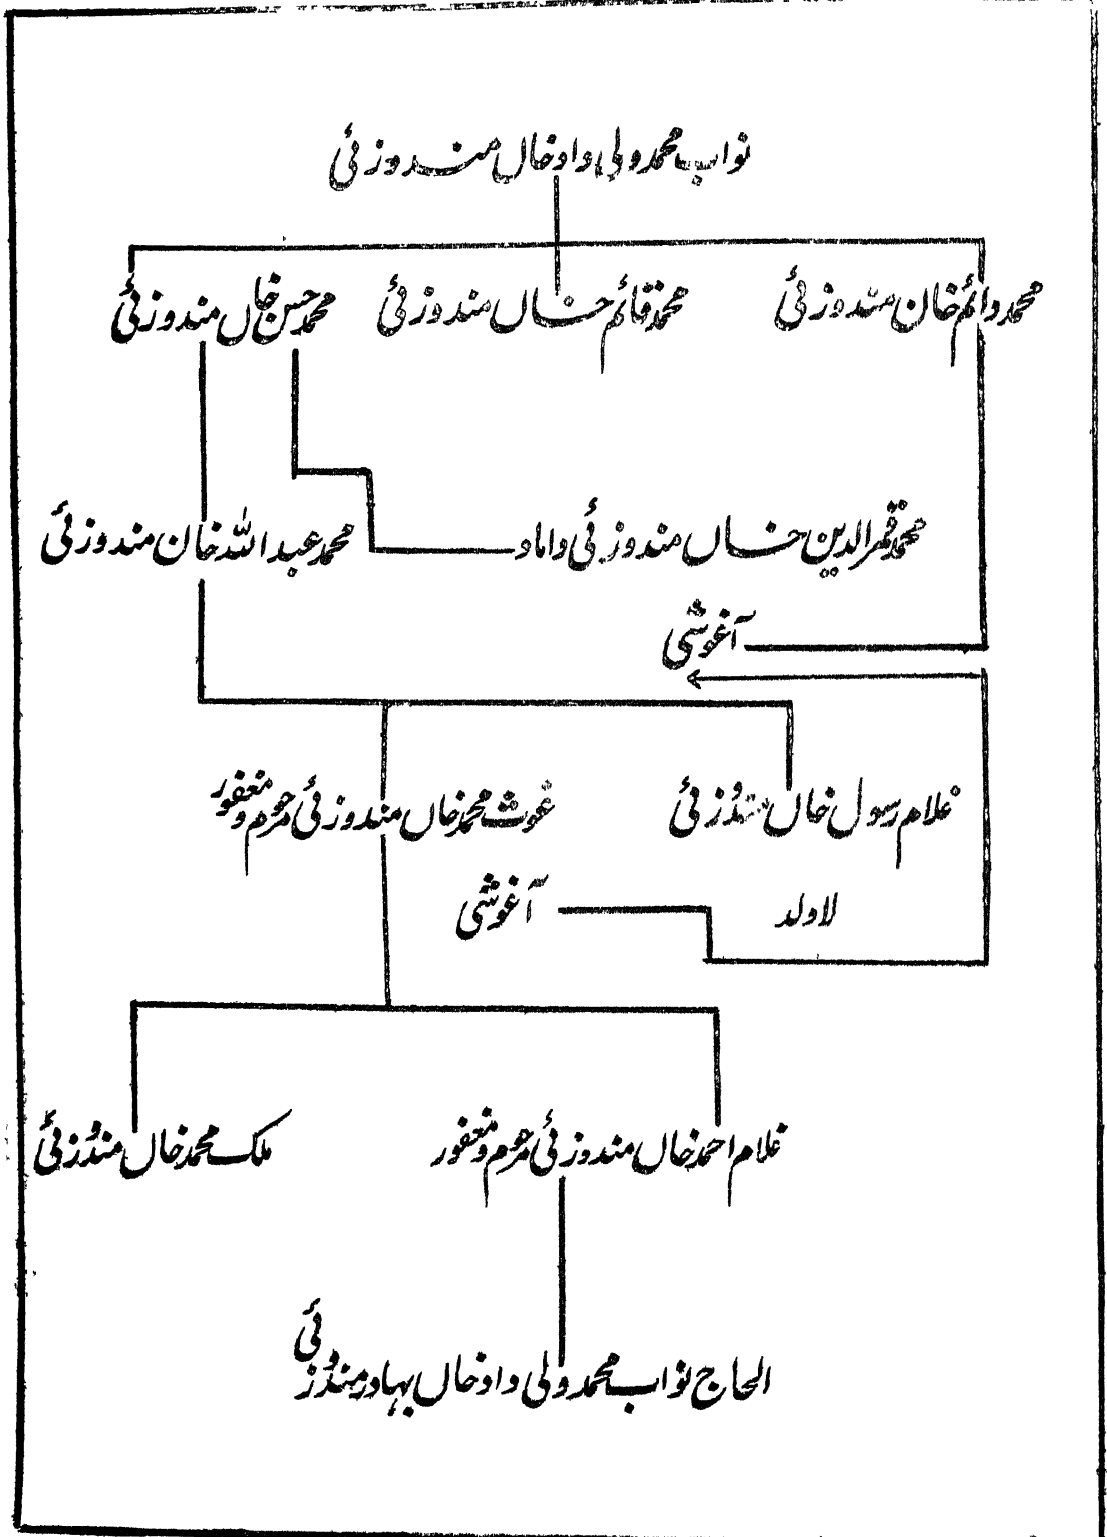 نواب محمد ولی داد خاں مندوزئی
محمد دائم خان مندوزئی
محمد قائم خاں مندوزئی
محمد حسن خاں مندوزئی
محمد قمر الدین خاں مندوزئی داماد
محمد عبد اللہ خان مندوزئی
آغوشی
غلام رسول خاں مندوزئی
غوث محمد خاں مندوزئی مرحوم و مغفور
لاولد
آغوشی
غلام احمد خاں مندوزئی مرحوم و مغفور
ملک محمد خاں مندوزئی
الحاج نواب محمد ولی داد خاں بہادر مندوزئی